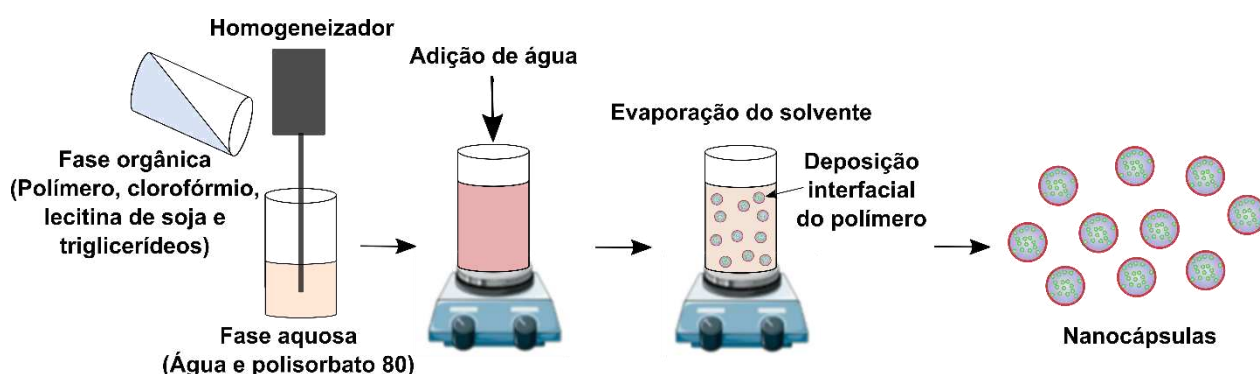 Homogeneizador
Fase orgânica
(Polímero, clorofórmio,
lecitina de soja e
triglicerídeos)
Fase aquosa
(Água e polisorbato 80)
Adição de água
Evaporação do solvente
Deposição
interfacial
do polímero
Nanocápsulas